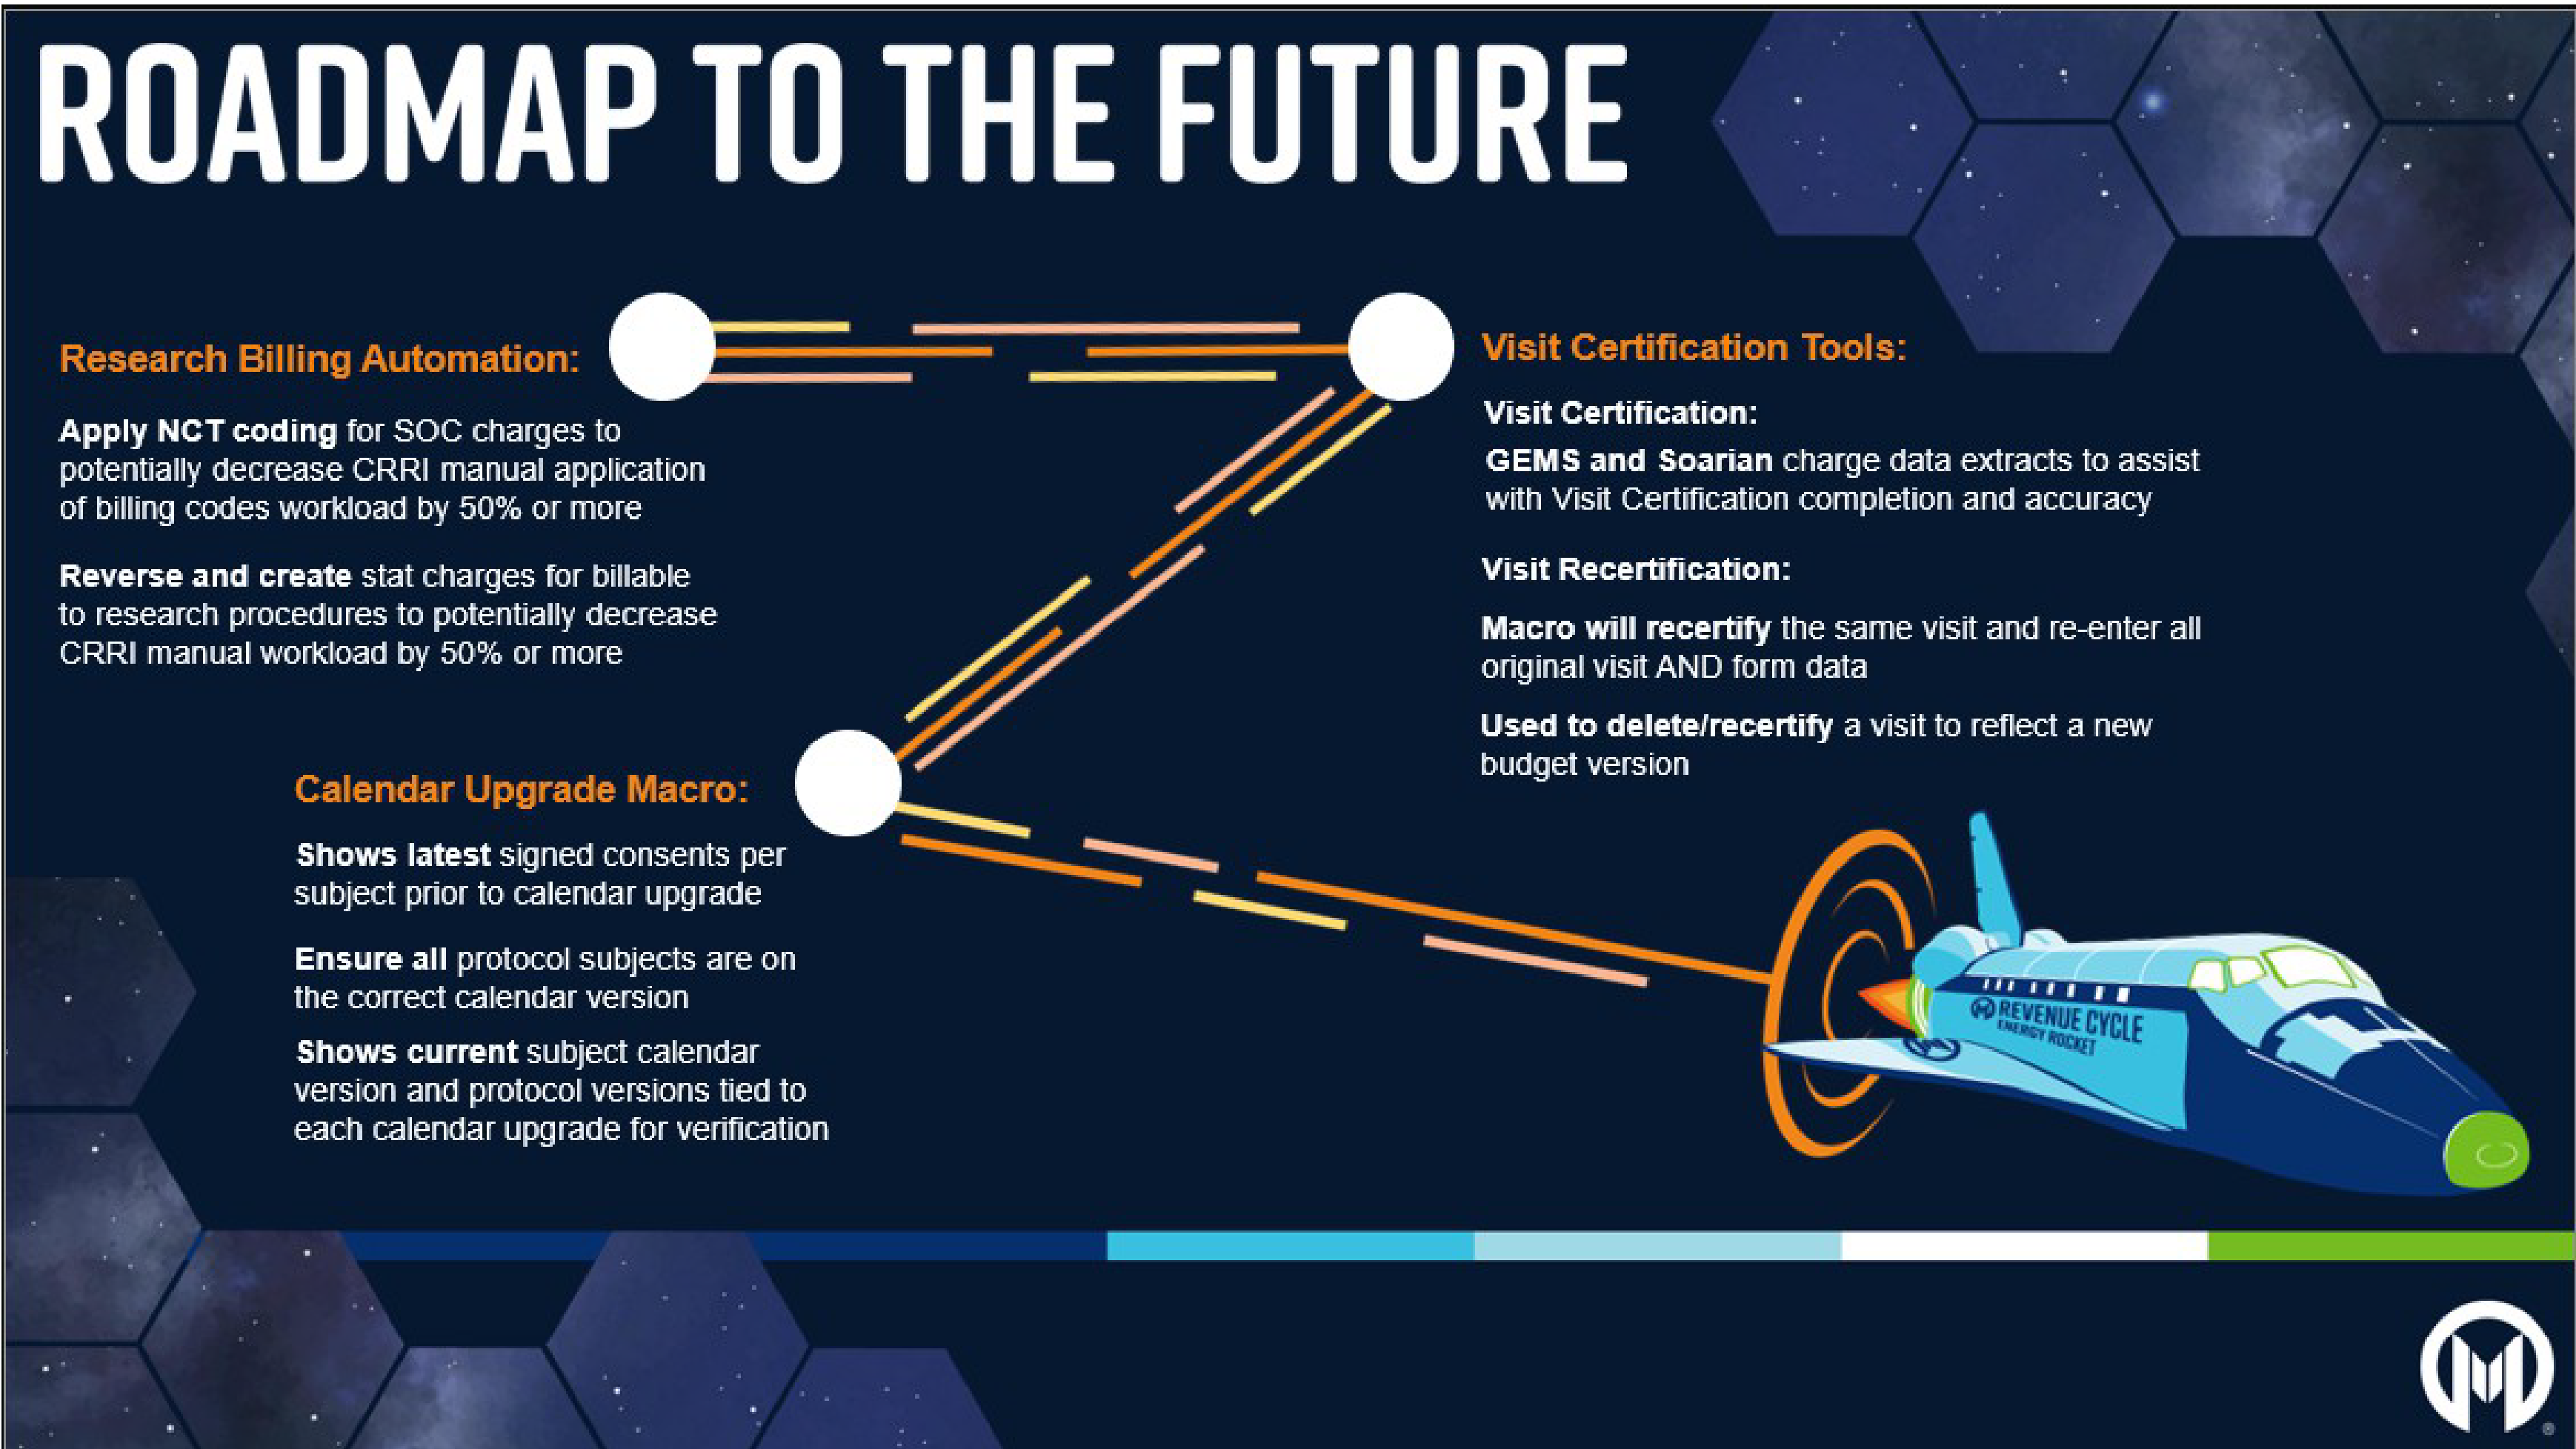 ROADMAP TO THE FUTURE
Research Billing Automation:
Apply NCT coding for SOC charges to
potentially decrease CRRI manual application
of billing codes workload by 50% or more
Reverse and create stat charges for billable
to research procedures to potentially decrease
CRRI manual workload by 50% or more
Visit Certification Tools:
Visit Certification:
GEMS and Soarian charge data extracts to assist
with Visit Certification completion and accuracy
Visit Recertification:
Macro will recertify the same visit and re-enter all
original visit AND form data
Used to delete/recertify a visit to reflect a new
budget version
Calendar Upgrade Macro:
Shows latest signed consents per
subject prior to calendar upgrade
Ensure all protocol subjects are on
the correct calendar version
Shows current subject calendar
version and protocol versions tied to
each calendar upgrade for verification
REVENUE CYCLE
ENERGY ROCKET
M
®